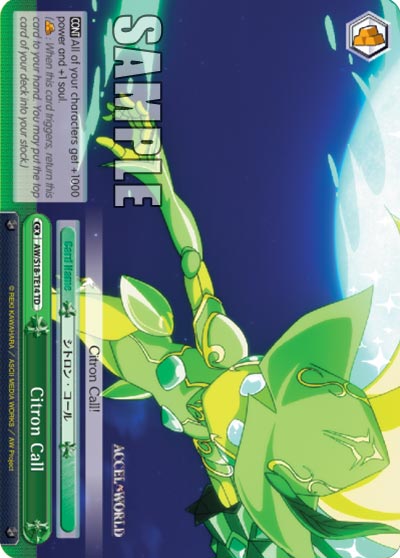 SAMPLE
【CONT】 All of your characters get +1000
power and +1 soul.
( : When this card triggers, return this
card to your hand. You may put the top
card of your deck into your stock)
Citron Call!
ACCEL WORLD
Card Name
シトロン・コール
CX AW/S18-TE14 TD
Citron Call
© REKI KAWAHARA / ASCII MEDIA WORKS / AW Project